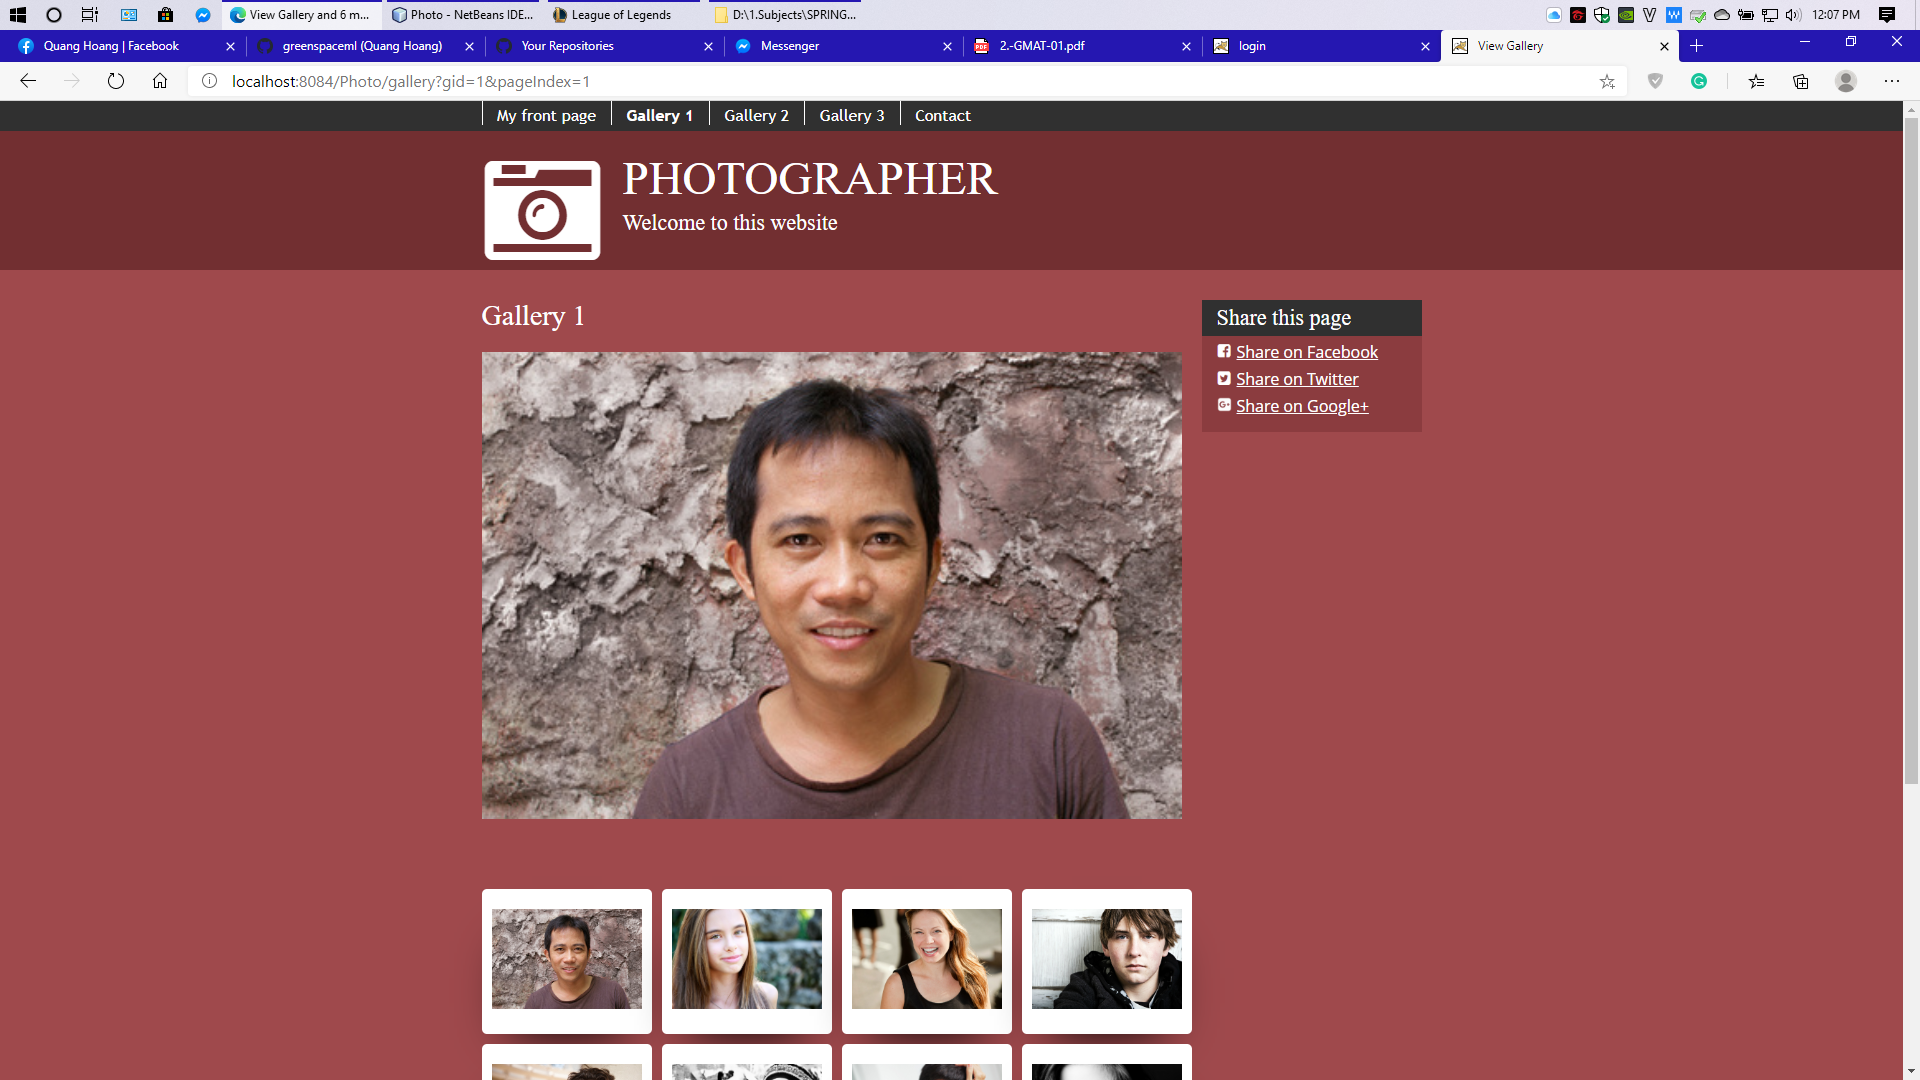 View Gallery and 6 m...
Photo - NetBeans IDE...
League of Legends
D:\1.Subjects\SPRING...
12:07 PM
Quang Hoang | Facebook
greenspaceml (Quang Hoang)
Your Repositories
Messenger
2.-GMAT-01.pdf
login
View Gallery
localhost:8084/Photo/gallery?gid=1&pageIndex=1
My front page
Gallery 1
Gallery 2
Gallery 3
Contact
PHOTOGRAPHER
Welcome to this website
Gallery 1
Share this page
Share on Facebook
Share on Twitter
Share on Google+